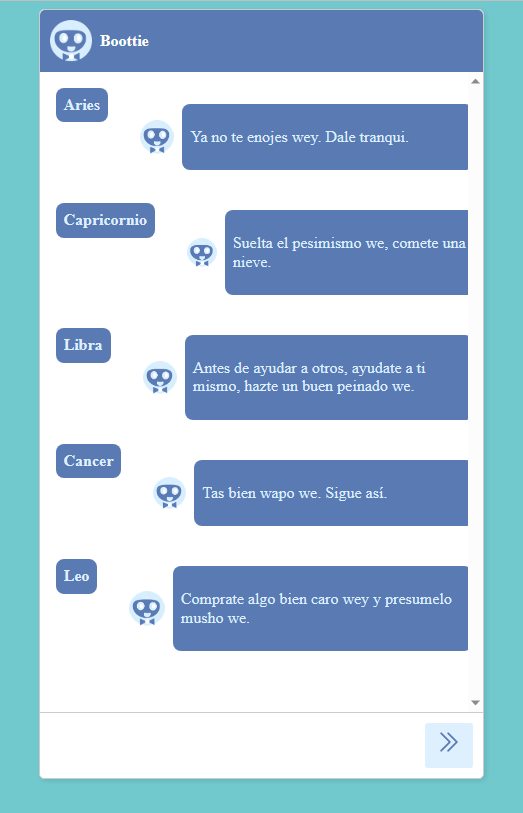 Boottie
Aries
Ya no te enojes wey. Dale tranqui.
Capricornio
Suelta el pesimismo we, comete una
nieve.
Libra
Antes de ayudar a otros, ayudate a ti
mismo, hazte un buen peinado we.
Cancer
Tas bien wapo we. Sigue así.
Leo
Comprate algo bien caro wey y presumelo
musho we.